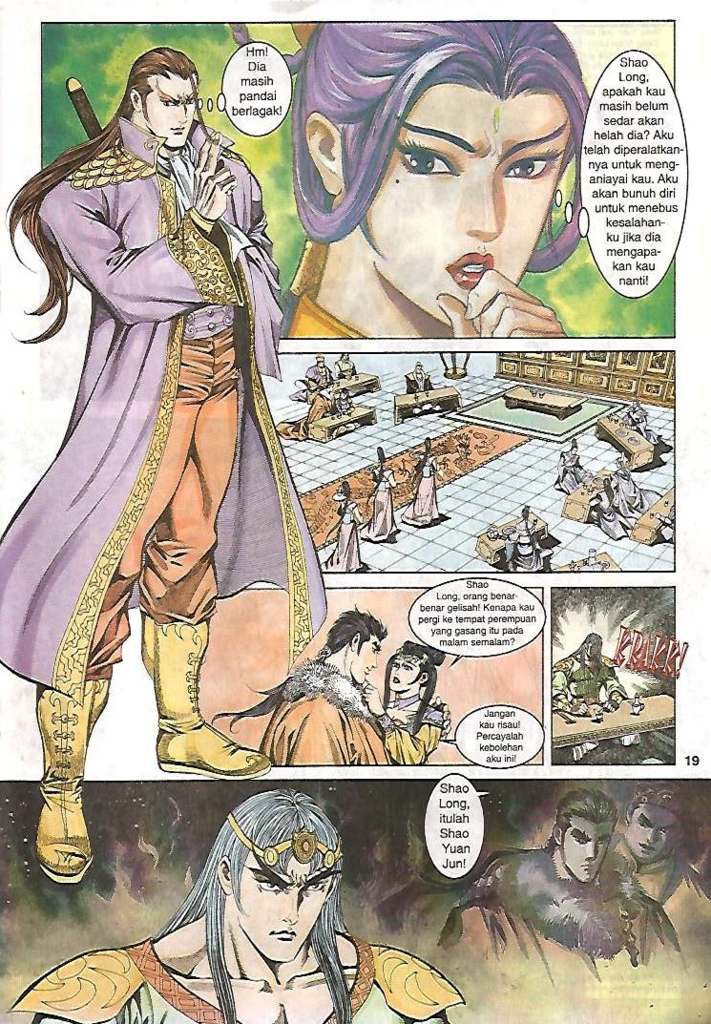 Hm!
Dia
masih
pandai
berlagak!
Shao
Long,
apakah kau
masih belum
sedar akan
helah dia? Aku
telah diperalatkan-
nya untuk meng-
aniayai kau. Aku
akan bunuh diri
untuk menebus
kesalahan-
ku jika dia
mengapa-
kan kau
nanti!
Shao
Long, orang benar-
benar gelisah! Kenapa kau
pergi ke tempat perempuan
yang gasang itu pada
malam semalam?
Jangan
kau risau!
Percayalah
kebolehan
aku ini!
KRAKK!
19
Shao
Long,
itulah
Shao
Yuan
Jun!